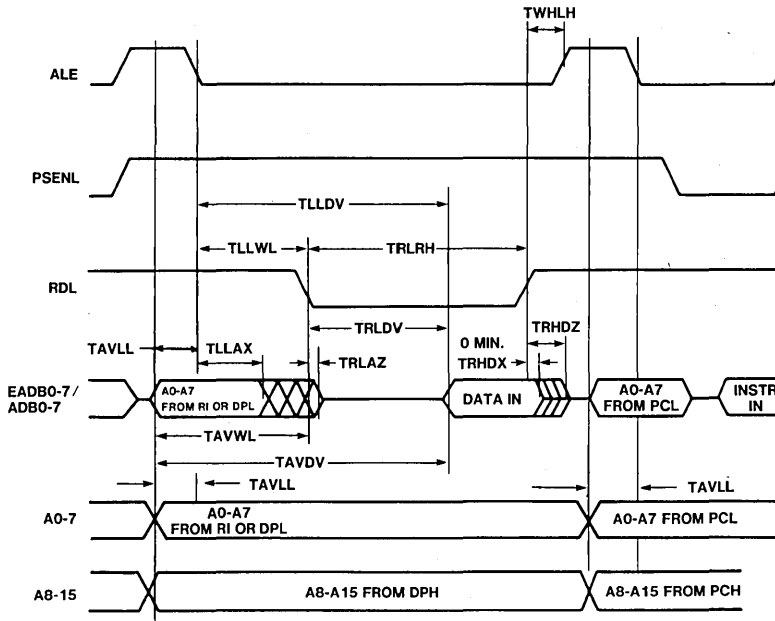 TWHLH
ALE
PSENL
TLLDV
TLLWL
TRLRH
RDL
TRLDV
0 MIN.
TRHDZ
TAVLL
TLLAX
TRLAZ
TRHDX
EADB0-7 /
ADB0-7
A0-A7
FROM RI OR DPL
DATA IN
A0-A7
FROM PCL
INSTR
IN
TAVWL
TAVDV
TAVLL
TAVLL
A0-7
A0-A7
FROM RI OR DPL
A0-A7 FROM PCL
A8-15
A8-A15 FROM DPH
A8-A15 FROM PCH